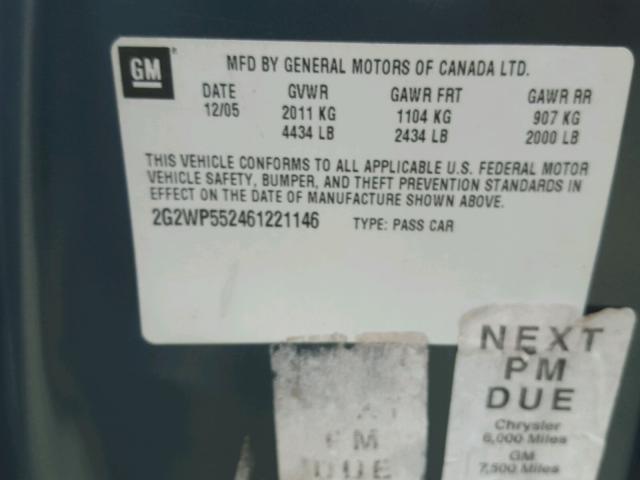 GM
MFD BY GENERAL MOTORS OF CANADA LTD.
DATE GVWR GAWR FRT GAWR RR
12/05 2011 KG 1104 KG 907 KG
4434 LB 2434 LB 2000 LB
THIS VEHICLE CONFORMS TO ALL APPLICABLE U.S. FEDERAL MOTOR
VEHICLE SAFETY, BUMPER, AND THEFT PREVENTION STANDARDS IN
EFFECT ON THE DATE OF MANUFACTURE SHOWN ABOVE.
2G2WP552461221146 TYPE: PASS CAR
NEXT
PM
DUE
Chrysler
6,000 Miles
GM
7,500 Miles
PM
DUE